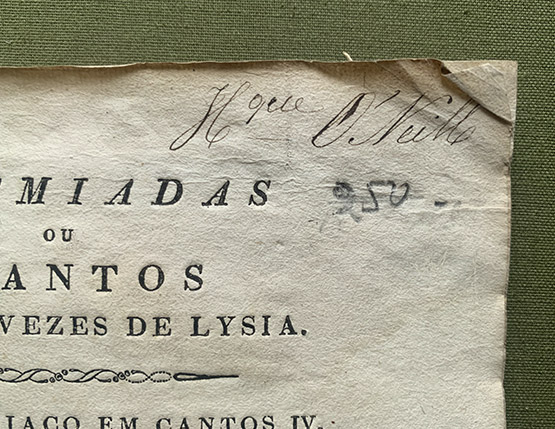 Hque O'Neill
MIADAS
250
OU
ANTOS
VEZES DE LYSIA.
IACO EM CANTOS IV.